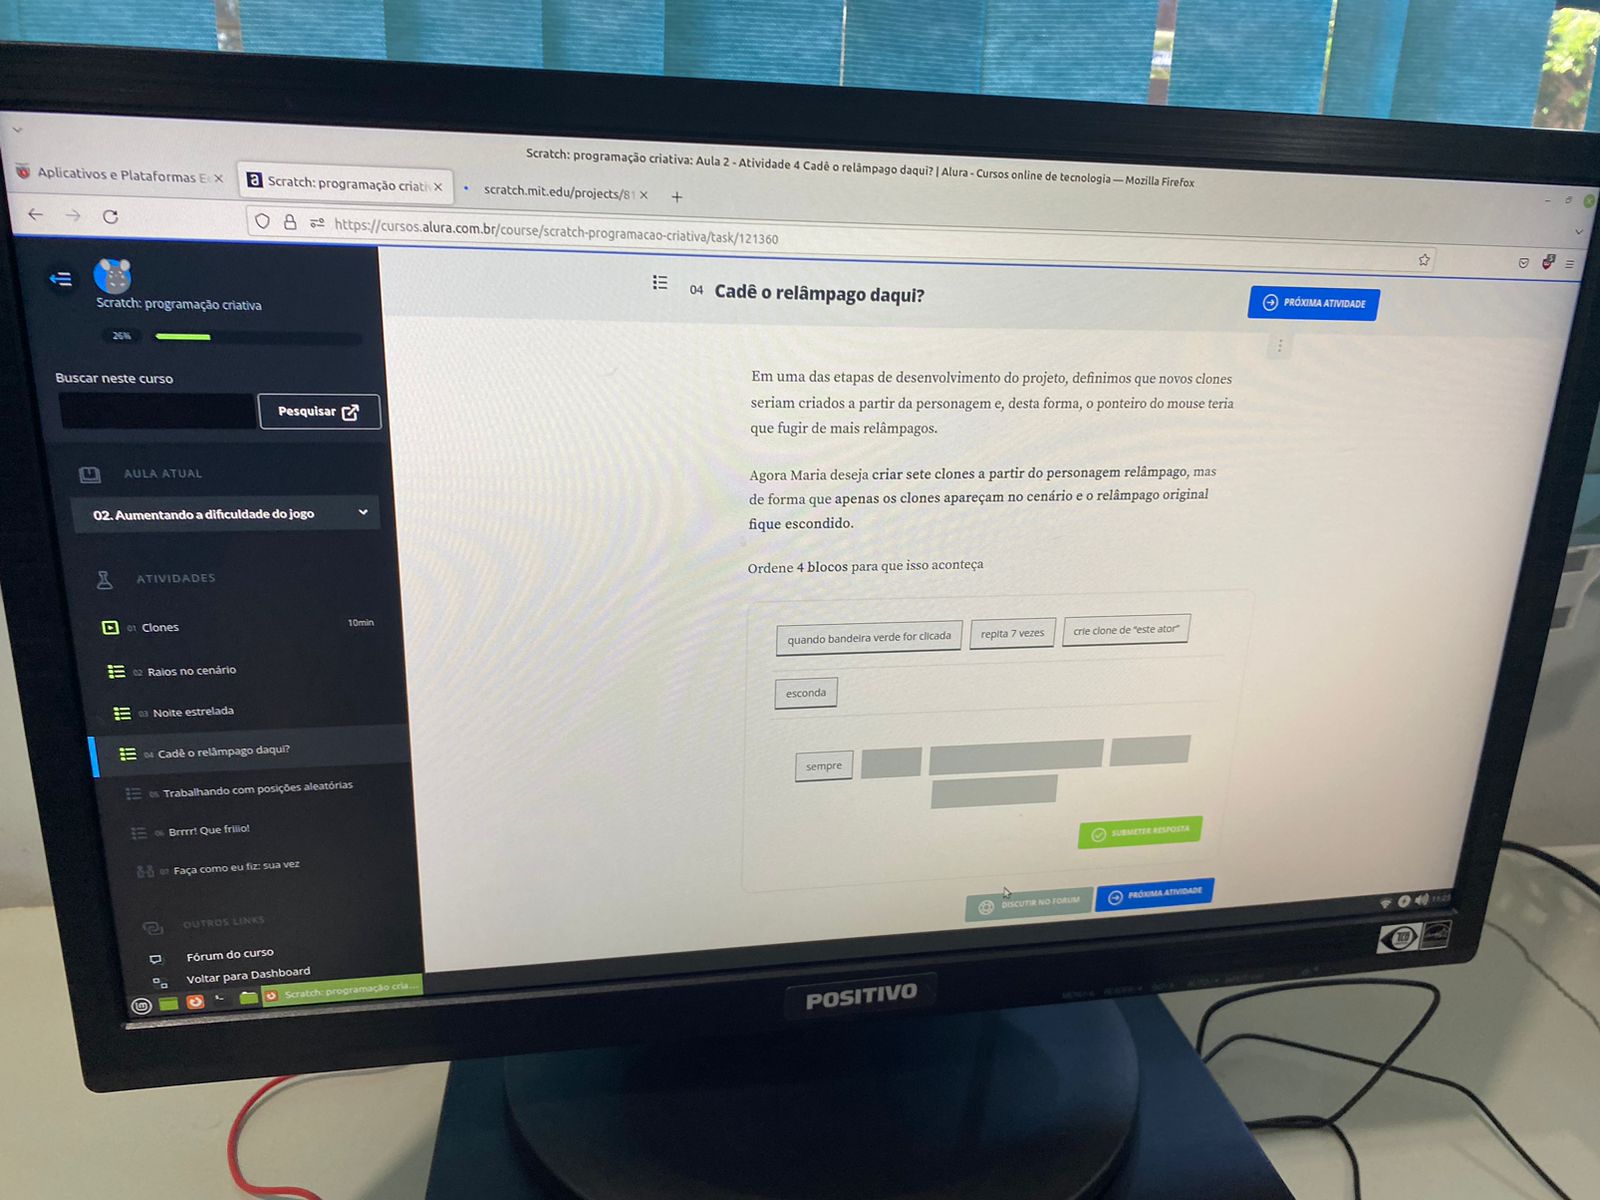 Scratch: programação criativa: Aula 2 - Atividade 4 Cadê o relâmpago daqui? | Alura - Cursos online de tecnologia — Mozilla Firefox
Aplicativos e Plataformas
Scratch: programação criati
scratch.mit.edu/projects/81
https://cursos.alura.com.br/course/scratch-programacao-criativa/task/121360
Scratch: programação criativa
26%
Buscar neste curso
Pesquisar
AULA ATUAL
02. Aumentando a dificuldade do jogo
ATIVIDADES
01 Clones 10min
02 Raios no cenário
03 Noite estrelada
04 Cadê o relâmpago daqui?
05 Trabalhando com posições aleatórias
06 Brrrr! Que friiio!
07 Faça como eu fiz: sua vez
OUTROS LINKS
Fórum do curso
Voltar para Dashboard
04 Cadê o relâmpago daqui?
PRÓXIMA ATIVIDADE
Em uma das etapas de desenvolvimento do projeto, definimos que novos clones
seriam criados a partir da personagem e, desta forma, o ponteiro do mouse teria
que fugir de mais relâmpagos.
Agora Maria deseja criar sete clones a partir do personagem relâmpago, mas
de forma que apenas os clones apareçam no cenário e o relâmpago original
fique escondido.
Ordene 4 blocos para que isso aconteça
quando bandeira verde for clicada
repita 7 vezes
crie clone de "este ator"
esconda
sempre
SUBMETER RESPOSTA
DISCUTIR NO FORUM
PRÓXIMA ATIVIDADE
Scratch: programação cria...
POSITIVO